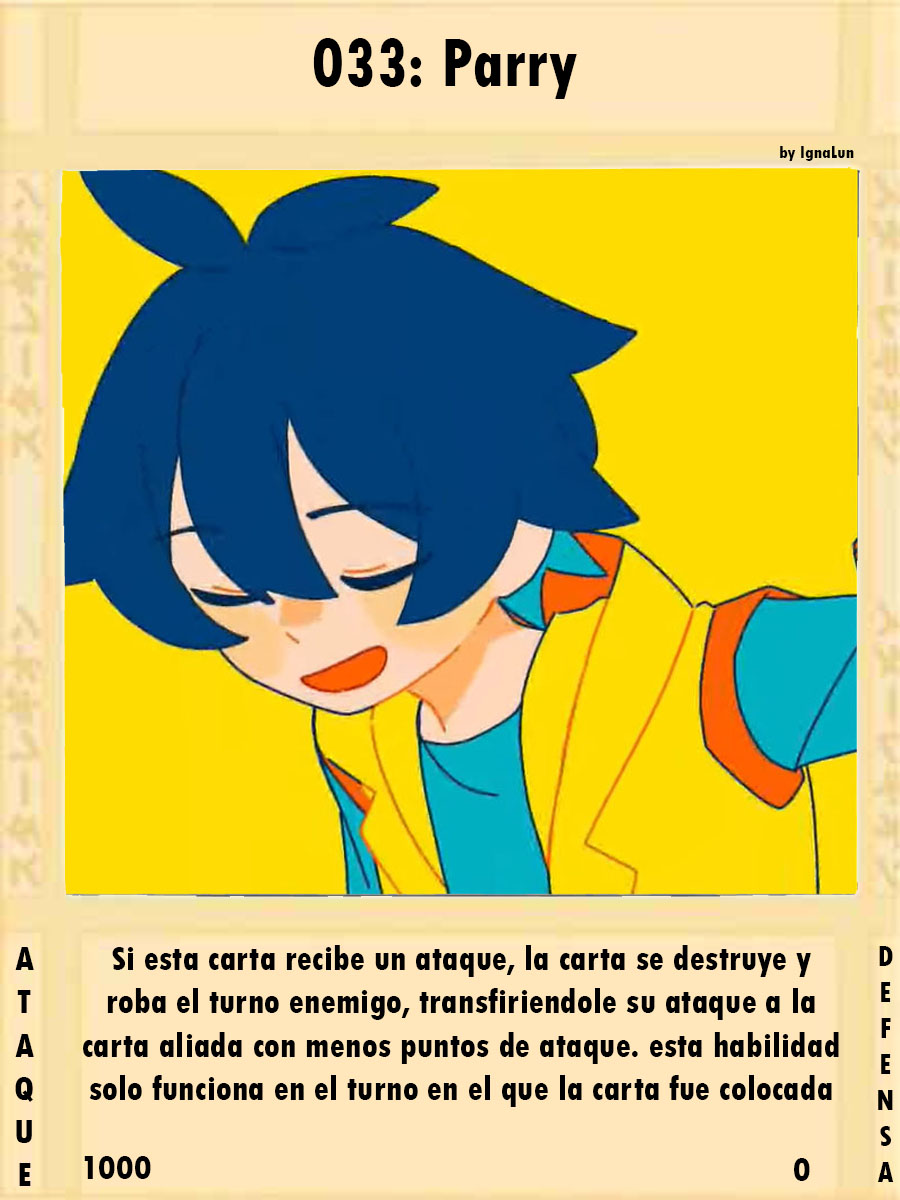 033: Parry
by IgnaLun
Si esta carta recibe un ataque, la carta se destruye y
roba el turno enemigo, transfiriendole su ataque a la
carta aliada con menos puntos de ataque. esta habilidad
solo funciona en el turno en el que la carta fue colocada
ATAQUE
1000
0
DEFENSA